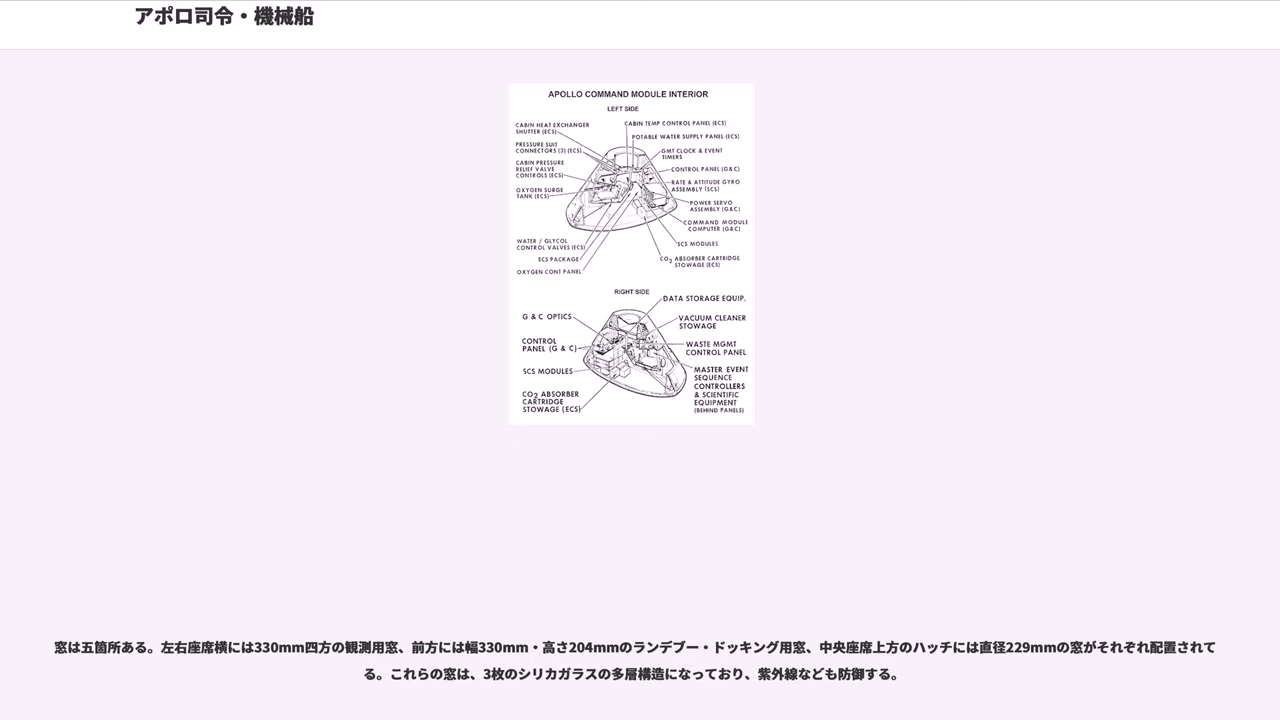 アポロ司令・機械船
APOLLO COMMAND MODULE INTERIOR
LEFT SIDE
CABIN HEAT EXCHANGER
SHUTTER (ECS)
PRESSURE SUIT
CONNECTORS (3) (ECS)
CABIN PRESSURE
RELIEF VALVE
CONTROLS (ECS)
OXYGEN SURGE
TANK (ECS)
WATER / GLYCOL
CONTROL VALVES (ECS)
ECS PACKAGE
OXYGEN CONT PANEL
CABIN TEMP CONTROL PANEL (ECS)
POTABLE WATER SUPPLY PANEL (ECS)
GMT CLOCK & EVENT
TIMERS
CONTROL PANEL (G&C)
RATE & ATTITUDE GYRO
ASSEMBLY (SCS)
POWER SERVO
ASSEMBLY (G&C)
COMMAND MODULE
COMPUTER (G&C)
SCS MODULES
CO2 ABSORBER CARTRIDGE
STOWAGE (ECS)
RIGHT SIDE
G & C OPTICS
CONTROL
PANEL (G & C)
SCS MODULES
CO2 ABSORBER
CARTRIDGE
STOWAGE (ECS)
DATA STORAGE EQUIP.
VACUUM CLEANER
STOWAGE
WASTE MGMT
CONTROL PANEL
MASTER EVENT
SEQUENCE
CONTROLLERS
& SCIENTIFIC
EQUIPMENT
(BEHIND PANELS)
窓は五箇所ある。左右座席横には330mm四方の観測用窓、前方には幅330mm・高さ204mmのランデブー・ドッキング用窓、中央座席上方のハッチには直径229mmの窓がそれぞれ配置されて
る。これらの窓は、3枚のシリカガラスの多層構造になっており、紫外線なども防御する。